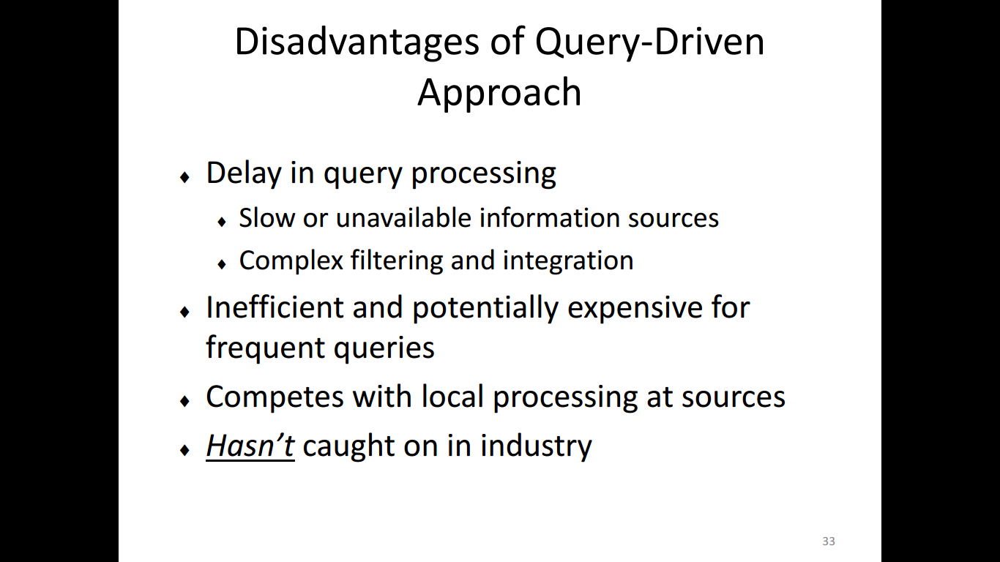 Disadvantages of Query-Driven
Approach
♦ Delay in query processing
♦ Slow or unavailable information sources
♦ Complex filtering and integration
♦ Inefficient and potentially expensive for
frequent queries
♦ Competes with local processing at sources
♦ Hasn’t caught on in industry
33